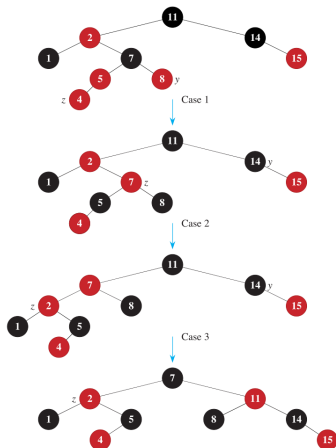 11
2 14
1 7 15
5 8 y
z 4
Case 1
11
2 14 y
1 7 z 15
5 8
4
Case 2
11
7 14 y
z 2 8 15
1 5
4
Case 3
7
z 2 11
1 5 8 14
4 15